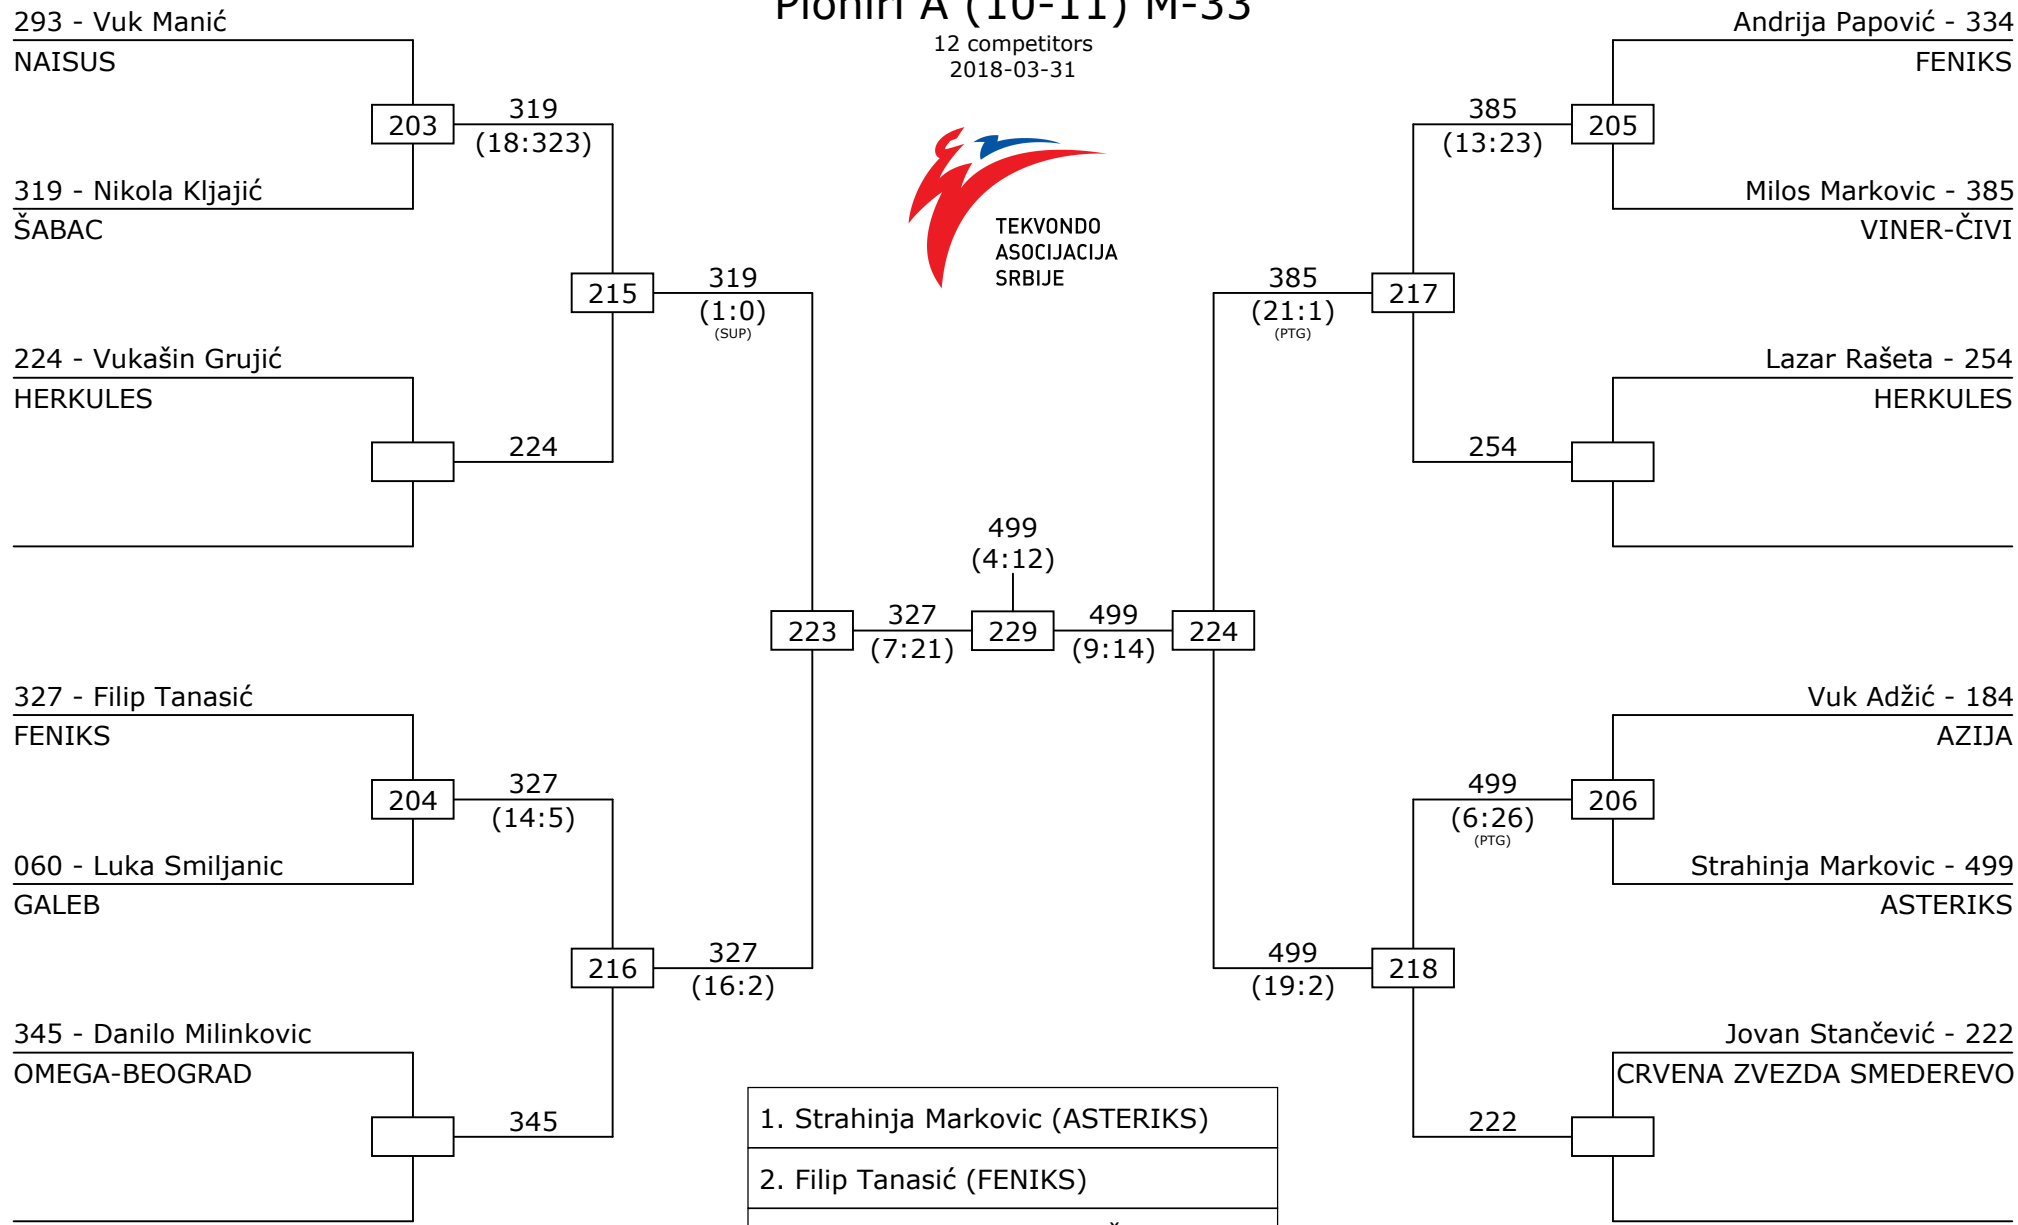 Pioniri A (10-11) M-33
12 competitors
2018-03-31
TEKVONDO
ASOCIJACIJA
SRBIJE
293 - Vuk Manić
NAISUS
203
319
(18:323)
319 - Nikola Kljajić
ŠABAC
215
319
(1:0)
(SUP)
224 - Vukašin Grujić
HERKULES
224
223
327
(7:21)
327 - Filip Tanasić
FENIKS
204
327
(14:5)
060 - Luka Smiljanic
GALEB
216
327
(16:2)
345 - Danilo Milinkovic
OMEGA-BEOGRAD
345
499
(4:12)
229
499
(9:14)
224
Andrija Papović - 334
FENIKS
385
(13:23)
205
Milos Markovic - 385
VINER-ČIVI
385
(21:1)
(PTG)
217
Lazar Rašeta - 254
HERKULES
254
Vuk Adžić - 184
AZIJA
499
(6:26)
(PTG)
206
Strahinja Markovic - 499
ASTERIKS
499
(19:2)
218
Jovan Stančević - 222
CRVENA ZVEZDA SMEDEREVO
222
1. Strahinja Markovic (ASTERIKS)
2. Filip Tanasić (FENIKS)